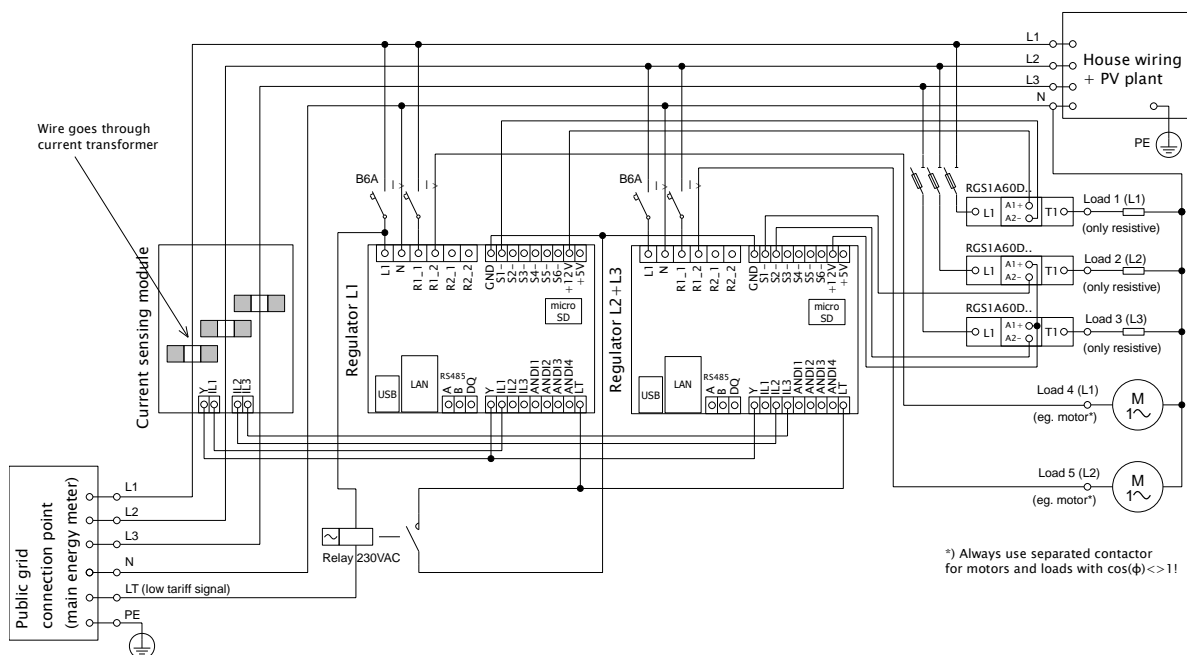 L1
L2
L3
N
House wiring
+ PV plant
PE
Wire goes through
current transformer
B6A
I >
I >
B6A
I >
I >
RGS1A60D..
L1
A1+
A2-
T1
Load 1 (L1)
(only resistive)
RGS1A60D..
L1
A1+
A2-
T1
Load 2 (L2)
(only resistive)
RGS1A60D..
L1
A1+
A2-
T1
Load 3 (L3)
(only resistive)
Current sensing module
Y
IL1
IL2
IL3
Regulator L1
L1
N
R1_1
R1_2
R2_1
R2_2
GND
S1-
S2-
S3-
S4-
S5-
S6-
+12V
+5V
micro
SD
USB
LAN
RS485
A
B
DQ
Y
IL1
IL2
IL3
ANDI1
ANDI2
ANDI3
ANDI4
LT
Regulator L2+L3
L1
N
R1_1
R1_2
R2_1
R2_2
GND
S1-
S2-
S3-
S4-
S5-
S6-
+12V
+5V
micro
SD
USB
LAN
RS485
A
B
DQ
Y
IL1
IL2
IL3
ANDI1
ANDI2
ANDI3
ANDI4
LT
Load 4 (L1)
(eg. motor*)
M
1~
Load 5 (L2)
(eg. motor*)
M
1~
Public grid
connection point
(main energy meter)
L1
L2
L3
N
LT (low tariff signal)
PE
~
Relay 230VAC
*) Always use separated contactor
for motors and loads with cos(ϕ)<>1!